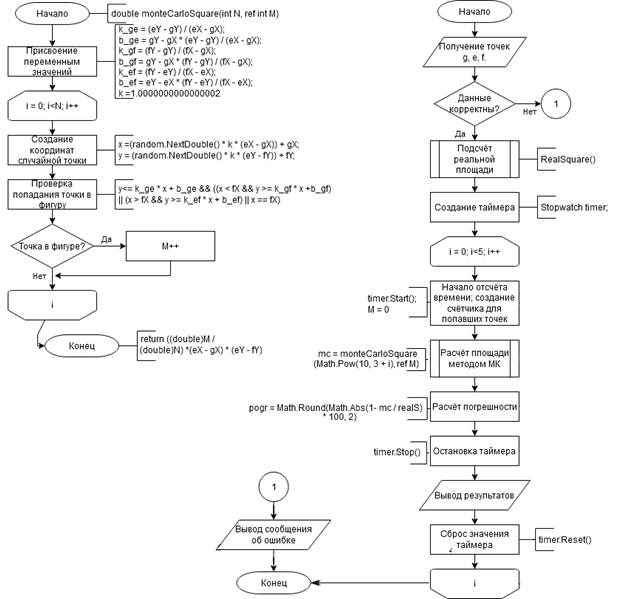 Начало
double monteCarloSquare(int N, ref int M)
Присвоение
переменным
значений
k_ge = (eY - gY) / (eX - gX);
b_ge = gY - gX * (eY - gY) / (eX - gX);
k_gf = (fY - gY) / (fX - gX);
b_gf = gY - gX * (fY - gY) / (fX - gX);
k_ef = (fY - eY) / (fX - eX);
b_ef = eY - eX * (fY - eY) / (fX - eX);
k =1.0000000000000002
i = 0; i<N; i++
Создание
координат
случайной точки
x =(random.NextDouble() * k * (eX - gX)) + gX;
y = (random.NextDouble() * k * (eY - fY)) + fY;
Проверка
попадания точки в
фигуру
y<= k_ge * x + b_ge && ((x < fX && y >= k_gf * x +b_gf)
|| (x > fX && y >= k_ef * x + b_ef) || x == fX)
Точка в фигуре?
Да
M++
Нет
i
Конец
return ((double)M /
(double)N) *(eX - gX) * (eY - fY)
Начало
Получение точек
g, e, f.
Данные
корректны?
Нет
1
Да
Подсчёт
реальной
площади
RealSquare()
Создание таймера
Stopwatch timer;
i = 0; i<5; i++
timer.Start();
M = 0
Начало отсчёта
времени; создание
счётчика для
попавших точек
mc = monteCarloSquare
(Math.Pow(10, 3 + i), ref M)
Расчёт площади
методом МК
pogr = Math.Round(Math.Abs(1- mc / realS)
* 100, 2)
Расчёт погрешности
timer.Stop()
Остановка таймера
Вывод результатов
Сброс значения
таймера
timer.Reset()
i
1
Вывод сообщения
об ошибке
Конец